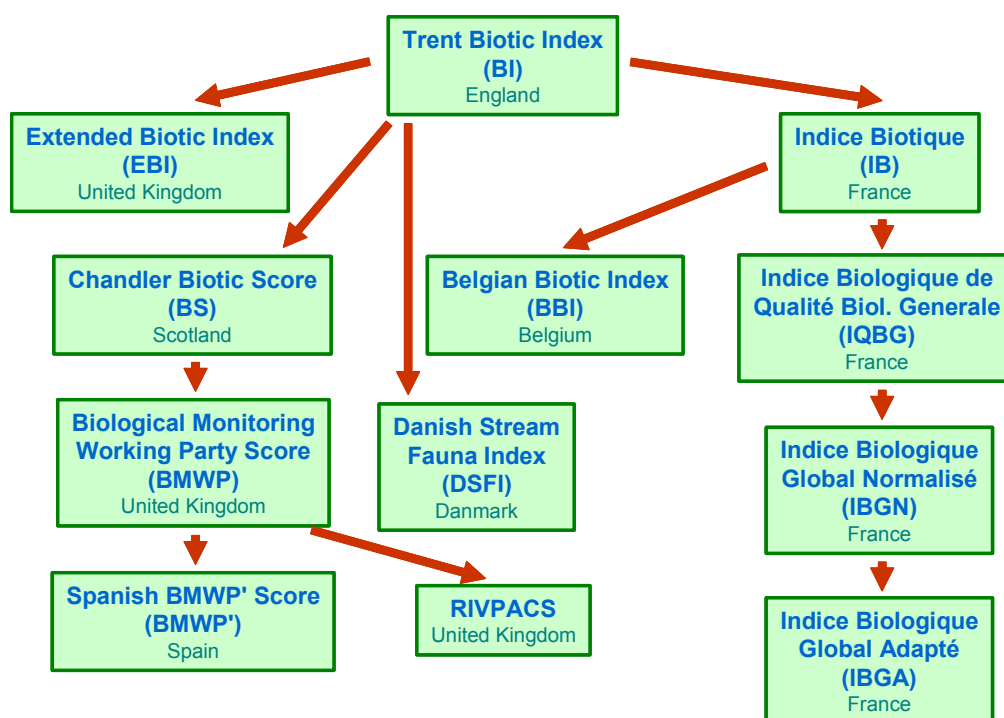 Trent Biotic Index
(BI)
England
Extended Biotic Index
(EBI)
United Kingdom
Indice Biotique
(IB)
France
Chandler Biotic Score
(BS)
Scotland
Belgian Biotic Index
(BBI)
Belgium
Indice Biologique de
Qualité Biol. Generale
(IQBG)
France
Biological Monitoring
Working Party Score
(BMWP)
United Kingdom
Danish Stream
Fauna Index
(DSFI)
Danmark
Indice Biologique
Global Normalisé
(IBGN)
France
Spanish BMWP' Score
(BMWP')
Spain
RIVPACS
United Kingdom
Indice Biologique
Global Adapté
(IBGA)
France